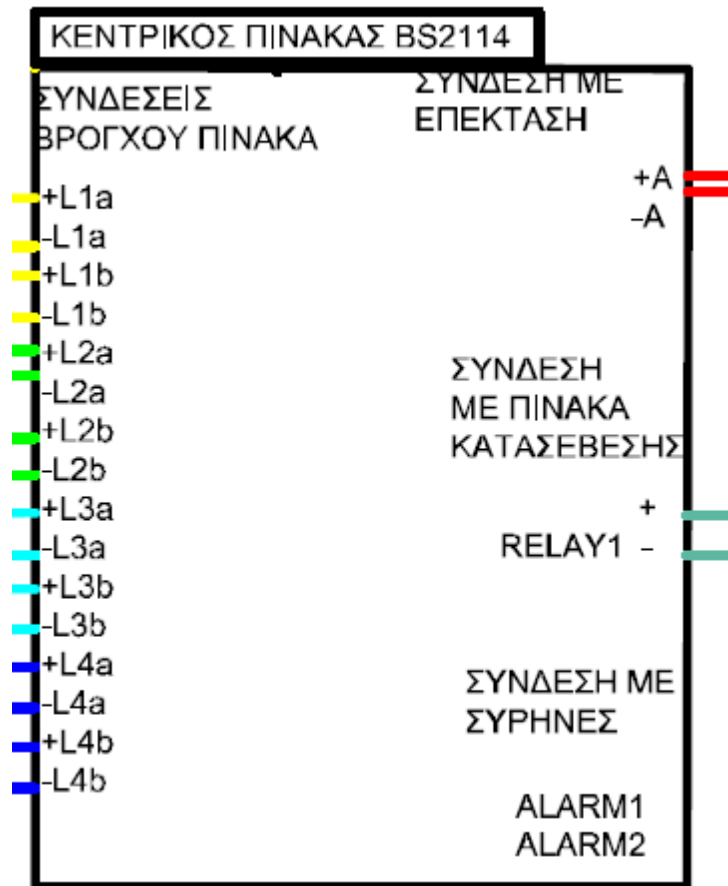 ΚΕΝΤΡΙΚΟΣ ΠΙΝΑΚΑΣ BS2114
ΣΥΝΔΕΣΕΙΣ
ΒΡΟΓΧΟΥ ΠΙΝΑΚΑ
+L1a
-L1a
+L1b
-L1b
+L2a
-L2a
+L2b
-L2b
+L3a
-L3a
+L3b
-L3b
+L4a
-L4a
+L4b
-L4b
ΣΥΝΔΕΣΗ ΜΕ
ΕΠΕΚΤΑΣΗ
+A
-A
ΣΥΝΔΕΣΗ
ΜΕ ΠΙΝΑΚΑ
ΚΑΤΑΣΕΒΕΣΗΣ
+
RELAY1 -
ΣΥΝΔΕΣΗ ΜΕ
ΣΥΡΗΝΕΣ
ALARM1
ALARM2